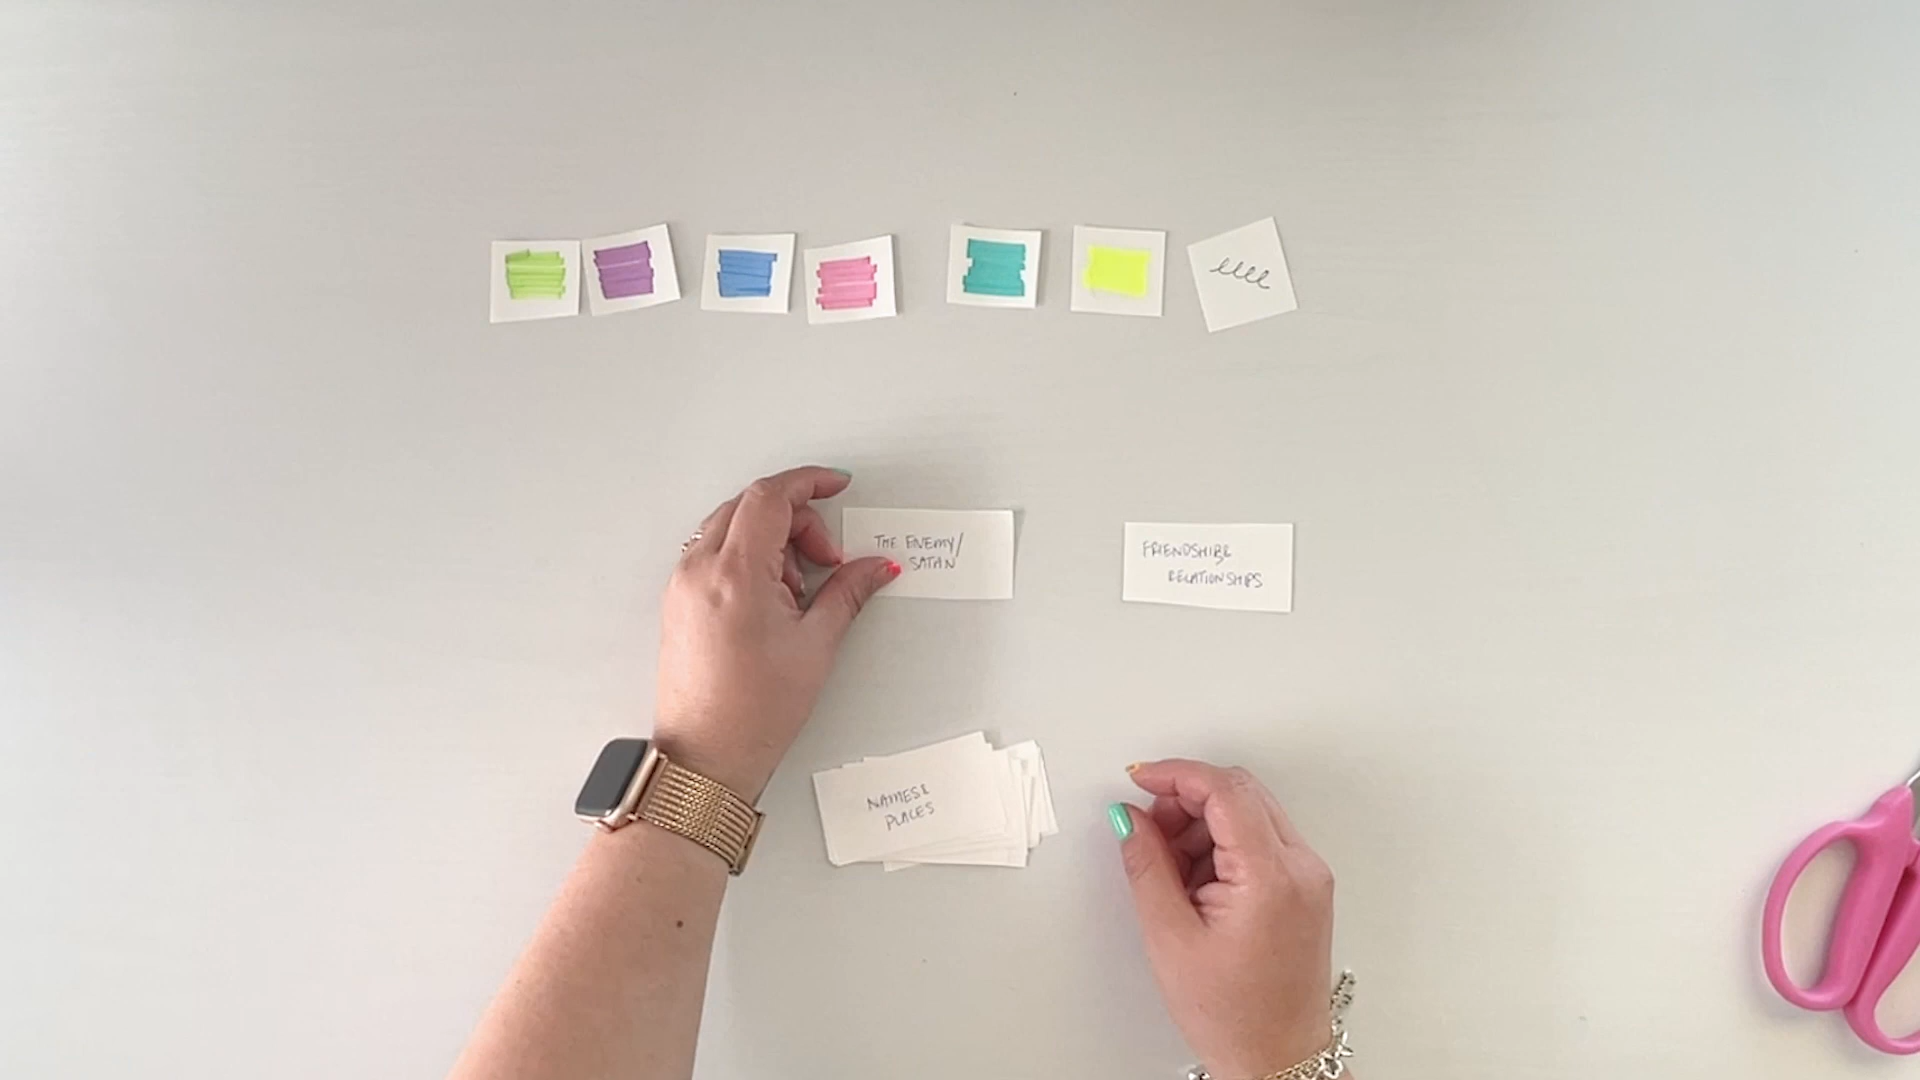 THE ENEMY/
SATAN
FRIENDSHIP&
RELATIONSHIPS
NAMES&
PLACES